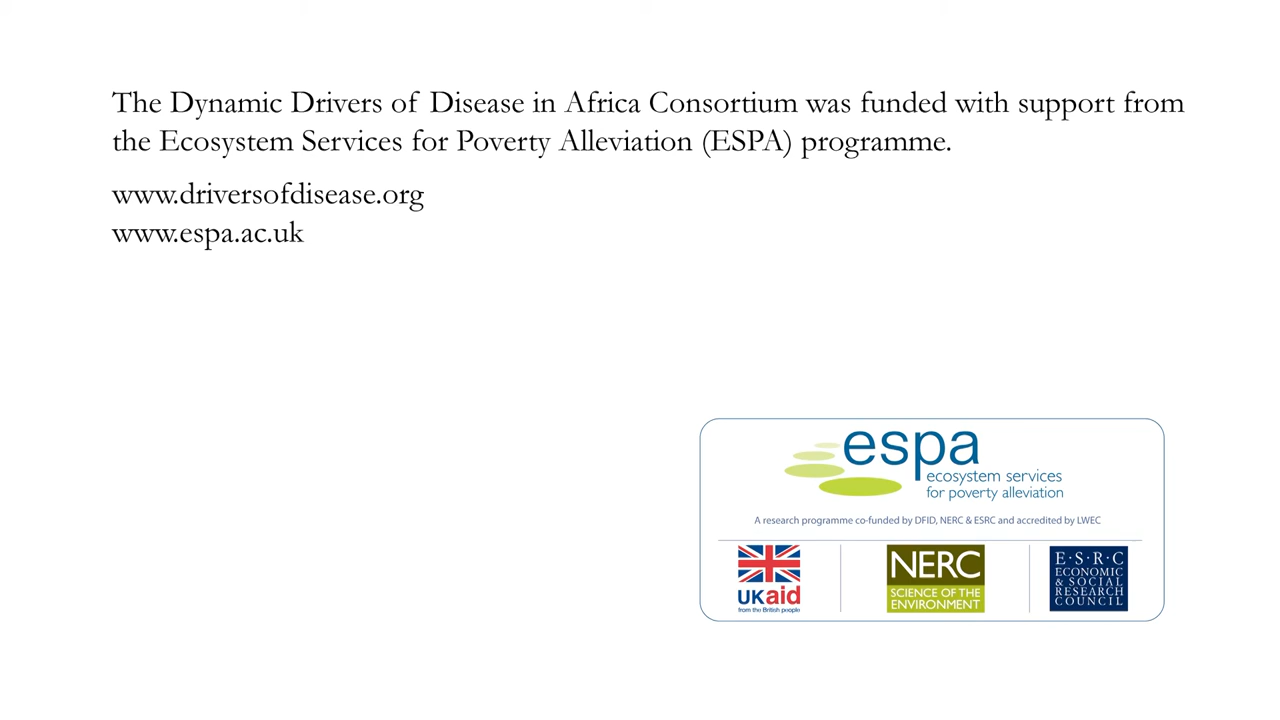 The Dynamic Drivers of Disease in Africa Consortium was funded with support from
the Ecosystem Services for Poverty Alleviation (ESPA) programme.
www.driversofdisease.org
www.espa.ac.uk
espa
ecosystem services
for poverty alleviation
A research programme co-funded by DFID, NERC & ESRC and accredited by LWEC
UKaid
from the British people
NERC
SCIENCE OF THE
ENVIRONMENT
E·S·R·C
ECONOMIC
& SOCIAL
RESEARCH
COUNCIL